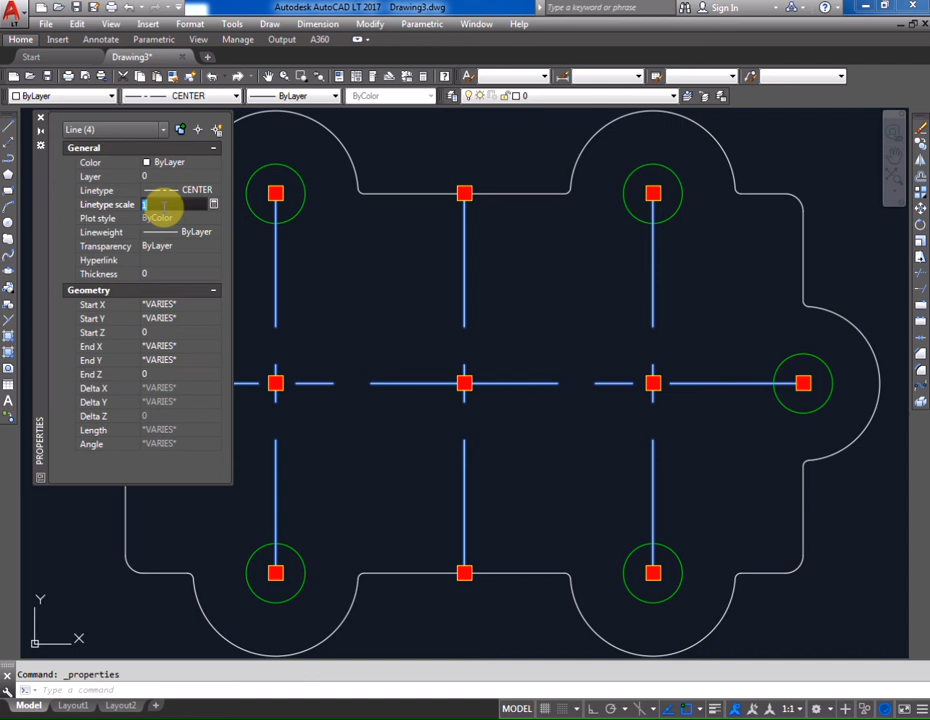 Autodesk AutoCAD LT 2017   Drawing3.dwg
Type a keyword or phrase
Sign In
LT
File Edit View Insert Format Tools Draw Dimension Modify Parametric Window Help
Home Insert Annotate Parametric View Manage Output A360
Start Drawing3*
ByLayer CENTER ByLayer ByColor 0
Line (4)
General
Color ByLayer
Layer 0
Linetype CENTER
Linetype scale 1
Plot style ByColor
Lineweight ByLayer
Transparency ByLayer
Hyperlink
Thickness 0
Geometry
Start X *VARIES*
Start Y *VARIES*
Start Z 0
End X *VARIES*
End Y *VARIES*
End Z 0
Delta X *VARIES*
Delta Y *VARIES*
Delta Z 0
Length *VARIES*
Angle *VARIES*
PROPERTIES
Y
X
Command: _properties
Type a command
Model Layout1 Layout2 +
MODEL 1:1